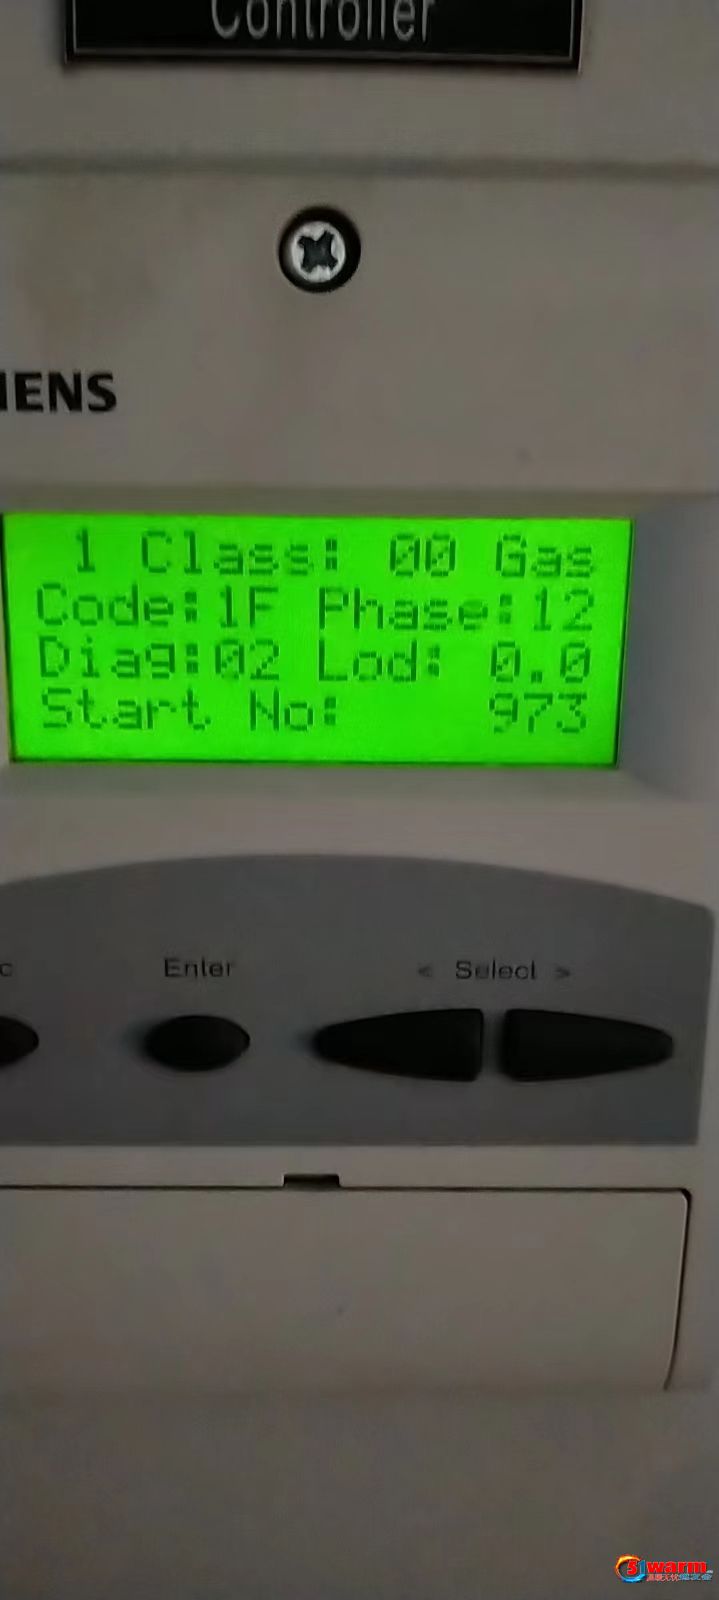 Controller
IENS
1 Class: 00 Gas
Code:1F Phase:12
Diag:02 Lod: 0.0
Start No: 973
c Enter < Select >
51warm